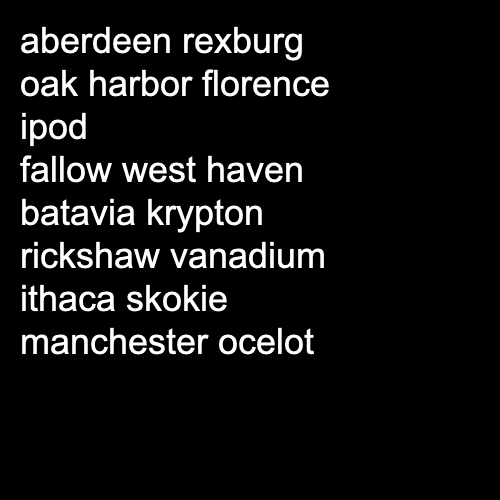 aberdeen rexburg
oak harbor florence
ipod
fallow west haven
batavia krypton
rickshaw vanadium
ithaca skokie
manchester ocelot